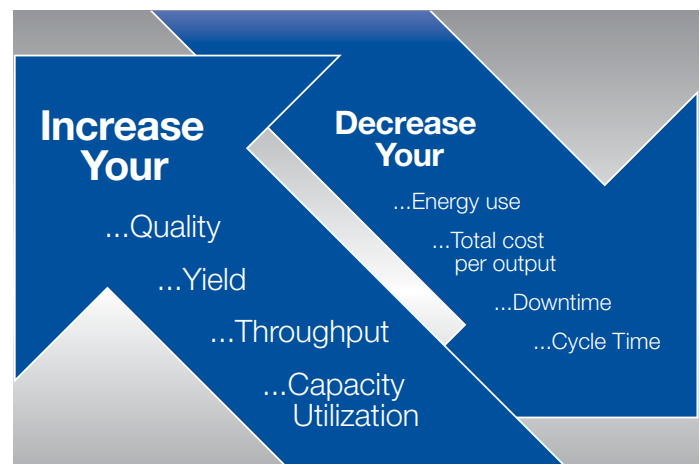 Increase
Your
...Quality
...Yield
...Throughput
...Capacity
Utilization
Decrease
Your
...Energy use
...Total cost
per output
...Downtime
...Cycle Time